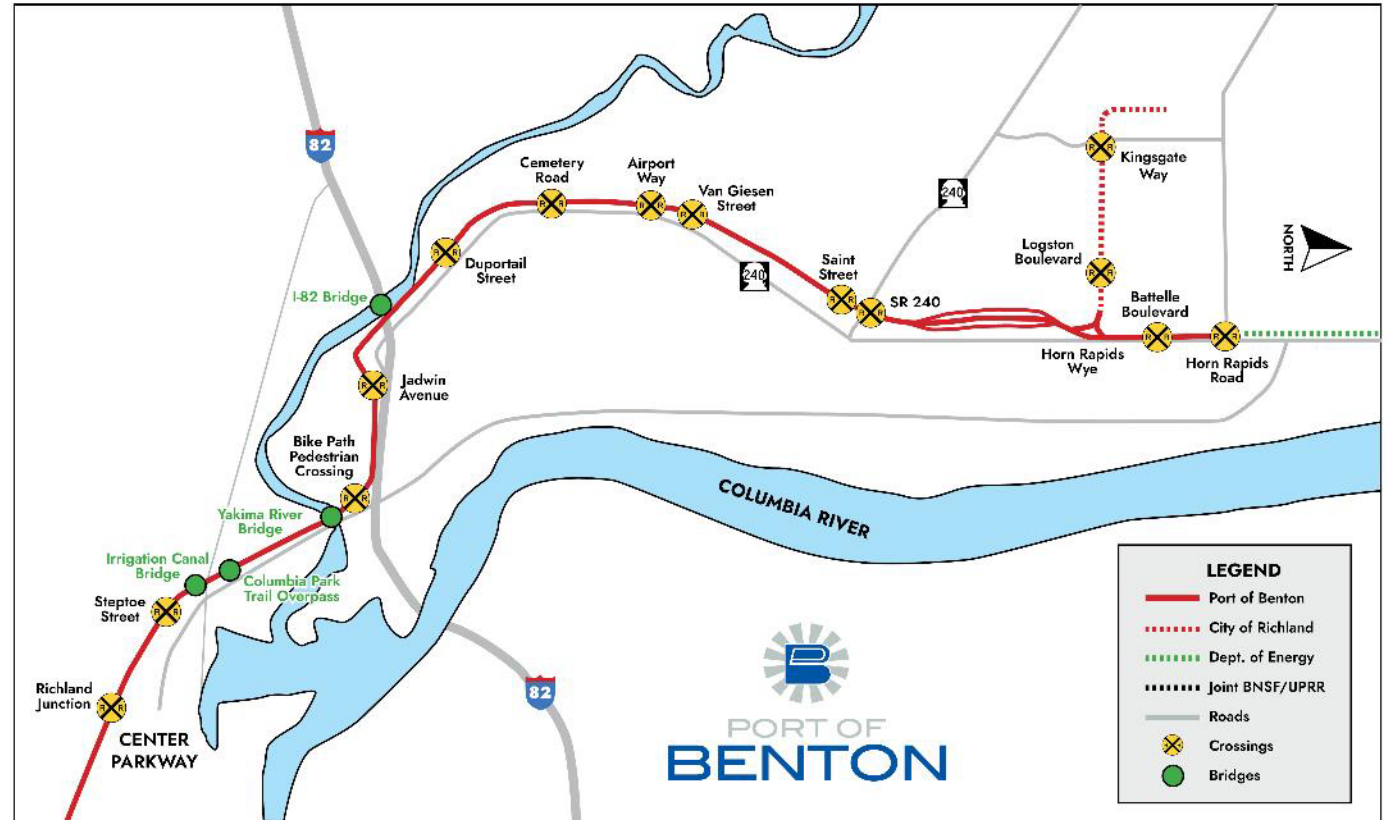 82
Cemetery
Road
Airport
Way
Van Giesen
Street
240
Kingsgate
Way
NORTH
Duportail
Street
240
Saint
Street
SR 240
Logston
Boulevard
Battelle
Boulevard
I-82 Bridge
Horn Rapids
Wye
Horn Rapids
Road
Jadwin
Avenue
Bike Path
Pedestrian
Crossing
Yakima River
Bridge
COLUMBIA RIVER
Irrigation Canal
Bridge
Columbia Park
Trail Overpass
Steptoe
Street
Richland
Junction
CENTER
PARKWAY
82
B
PORT OF
BENTON
LEGEND
Port of Benton
City of Richland
Dept. of Energy
Joint BNSF/UPRR
Roads
Crossings
Bridges